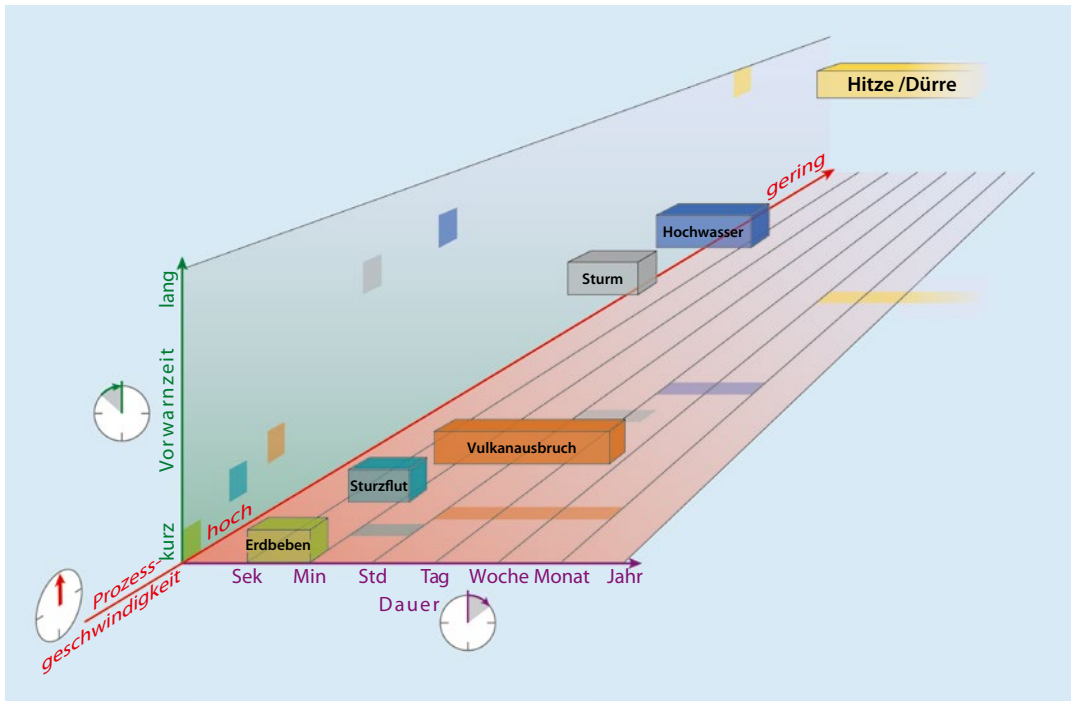 Hitze /Dürre
gering
Hochwasser
Sturm
lang
Vorwarnzeit
kurz
Vulkanausbruch
Sturzflut
hoch
Erdbeben
Prozess-
geschwindigkeit
Sek Min Std Tag Woche Monat Jahr
Dauer